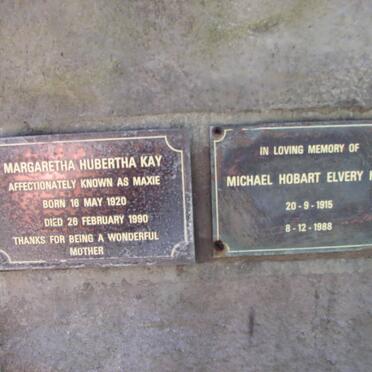 MARGARETHA HUBERTHA KAY
AFFECTIONATELY KNOWN AS MAXIE
BORN 16 MAY 1920
DIED 26 FEBRUARY 1990
THANKS FOR BEING A WONDERFUL
MOTHER
IN LOVING MEMORY OF
MICHAEL HOBART ELVERY
20-9-1915
8-12-1988